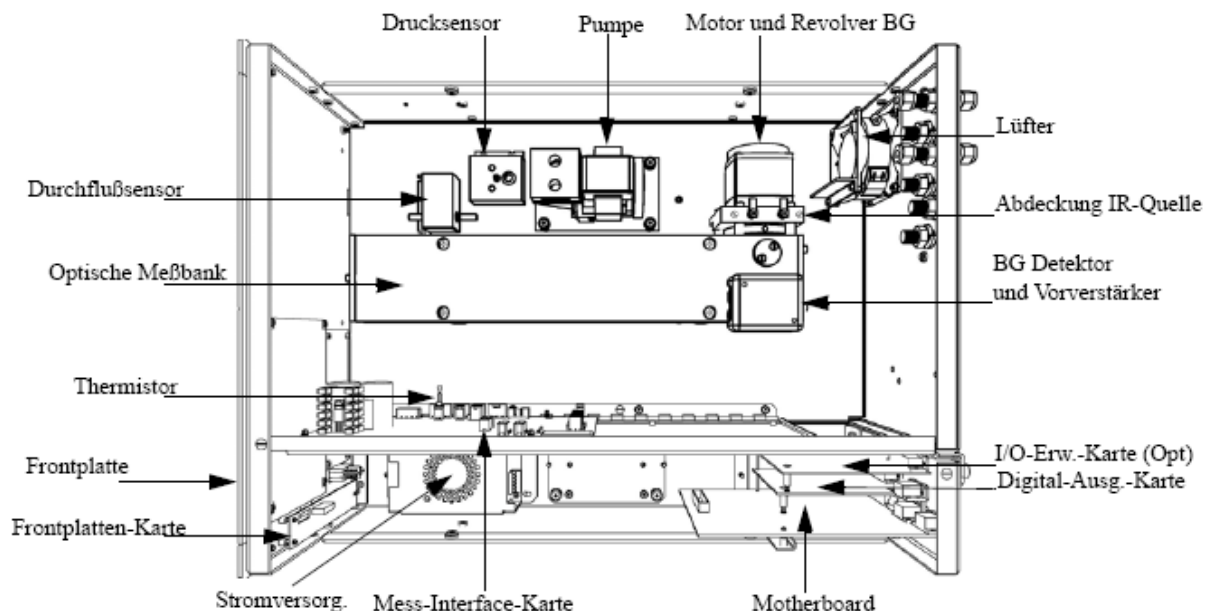 Drucksensor
Pumpe
Motor und Revolver BG
Lüfter
Durchflußsensor
Abdeckung IR-Quelle
Optische Meßbank
BG Detektor
und Vorverstärker
Thermistor
Frontplatte
I/O-Erw.-Karte (Opt)
Digital-Ausg.-Karte
Frontplatten-Karte
Stromversorg.
Mess-Interface-Karte
Motherboard